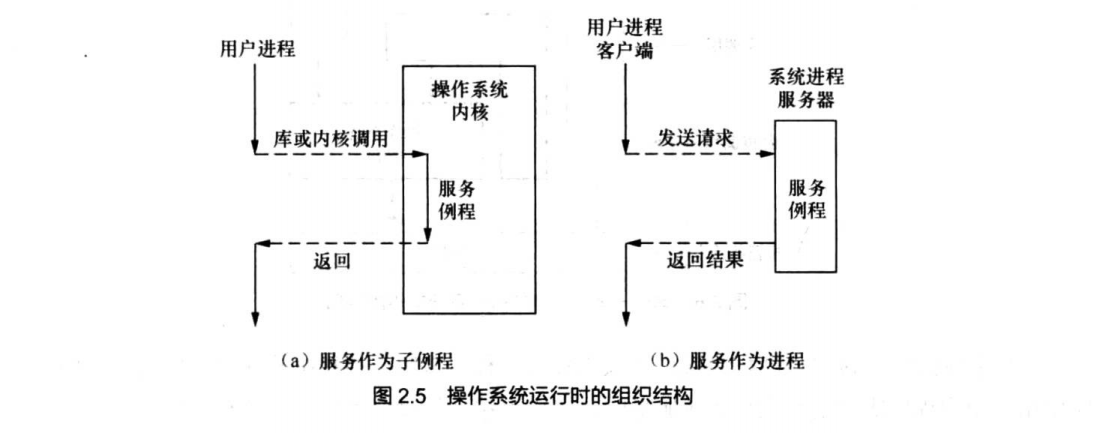 用户进程
操作系统
内核
库或内核调用
服务
例程
返回
(a)服务作为子例程
用户进程
客户端
系统进程
服务器
发送请求
服务
例程
返回结果
(b)服务作为进程
图 2.5 操作系统运行时的组织结构